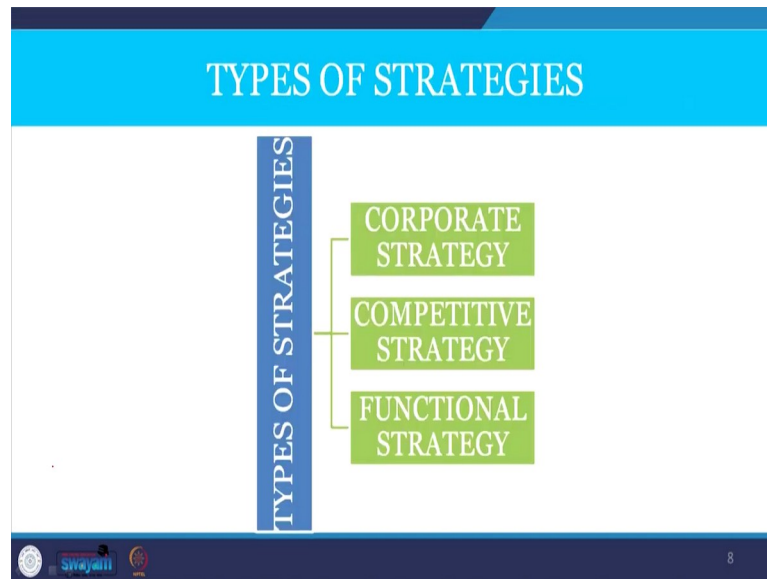 TYPES OF STRATEGIES
TYPES OF STRATEGIES
CORPORATE
STRATEGY
COMPETITIVE
STRATEGY
FUNCTIONAL
STRATEGY
swayam
8